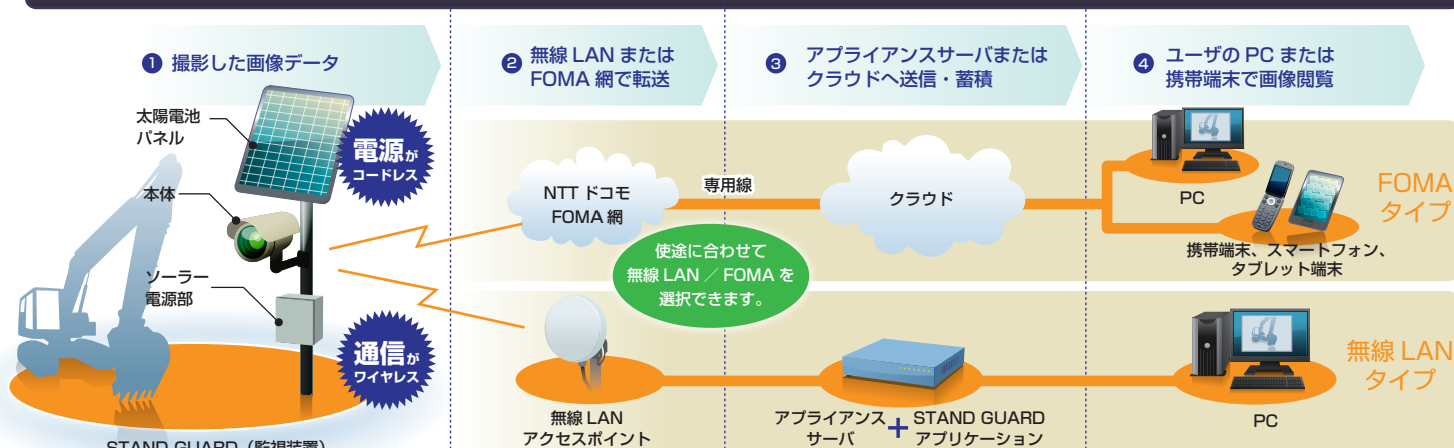 ❶ 撮影した画像データ
❷ 無線 LAN または
FOMA 網で転送
❸ アプライアンスサーバまたは
クラウドへ送信・蓄積
❹ ユーザの PC または
携帯端末で画像閲覧
太陽電池
パネル
電源が
コードレス
本体
ソーラー
電源部
通信が
ワイヤレス
STAND GUARD（監視装置）
NTT ドコモ
FOMA 網
専用線
クラウド
PC
携帯端末、スマートフォン、
タブレット端末
FOMA
タイプ
使途に合わせて
無線 LAN ／ FOMA を
選択できます。
無線 LAN
アクセスポイント
アプライアンス
サーバ
+
STAND GUARD
アプリケーション
PC
無線 LAN
タイプ